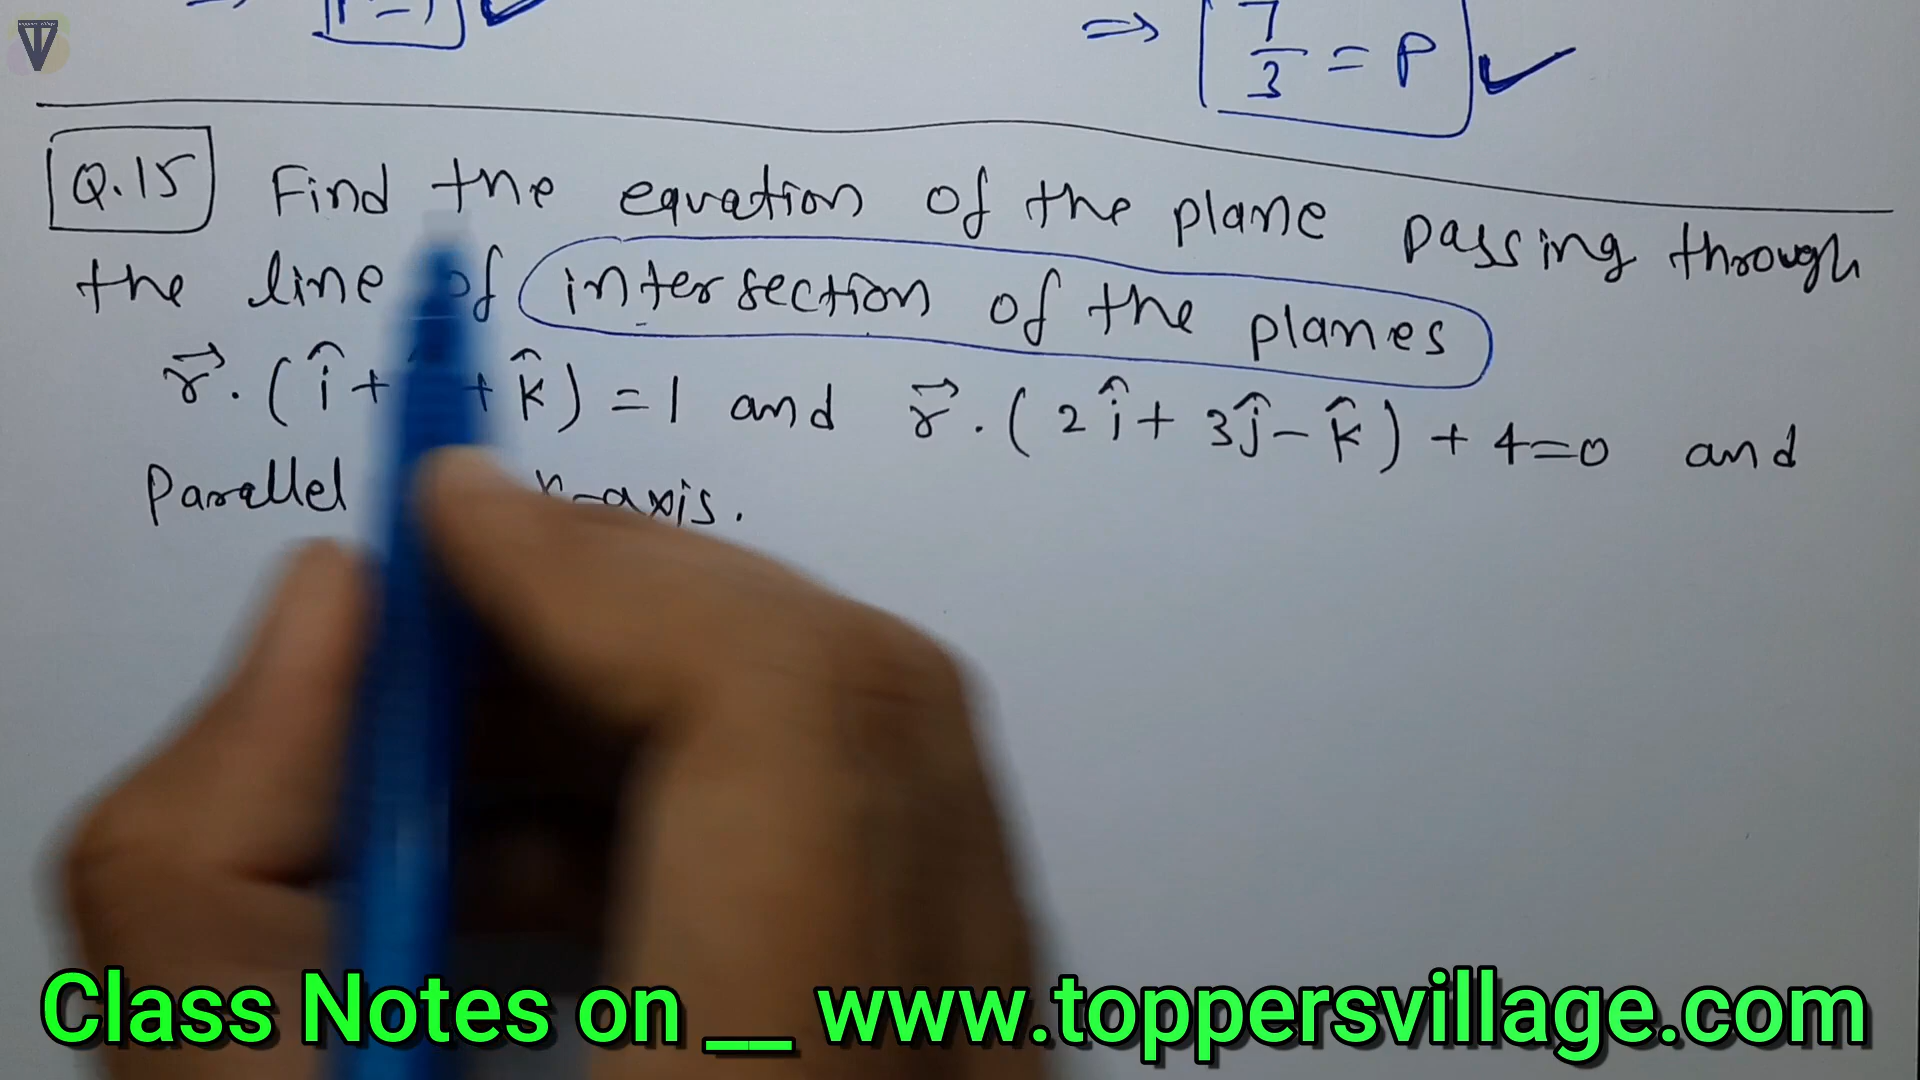 ⇒ 7/3 = P ✓
Q.15 Find the equation of the plane passing through
the line of intersection of the planes
r⃗.(î + + k̂) = 1 and r⃗.(2î + 3ĵ - k̂) + 4=0 and
Parallel x-axis.
Class Notes on __ www.toppersvillage.com